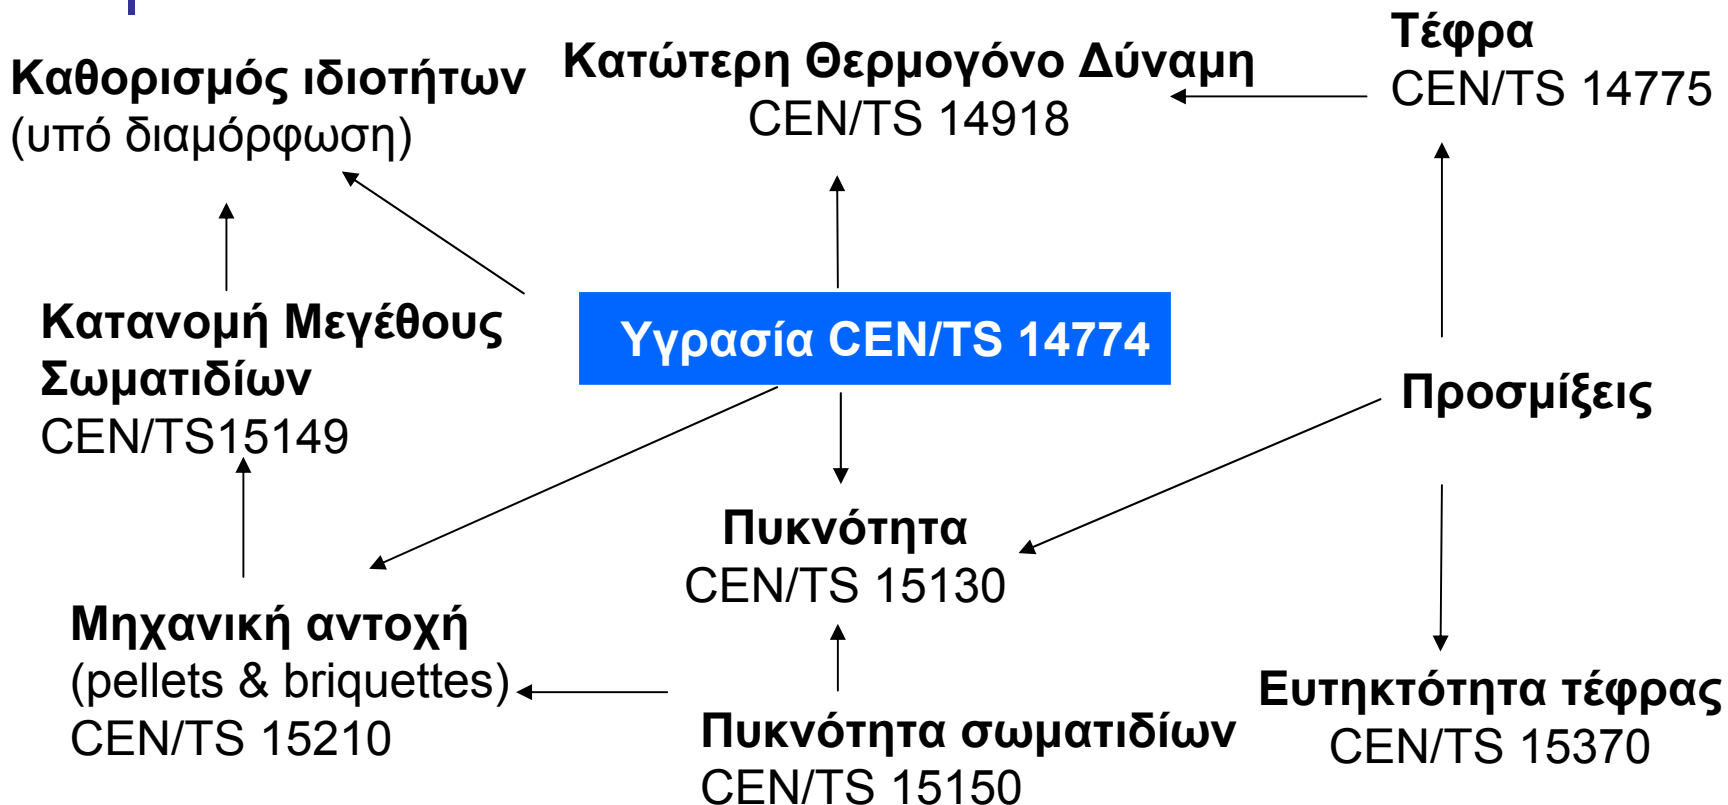 Καθορισμός ιδιοτήτων
(υπό διαμόρφωση)
Κατώτερη Θερμογόνο Δύναμη
CEN/TS 14918
Τέφρα
CEN/TS 14775
Κατανομή Μεγέθους
Σωματιδίων
CEN/TS15149
Υγρασία CEN/TS 14774
Προσμίξεις
Πυκνότητα
CEN/TS 15130
Μηχανική αντοχή
(pellets & briquettes)
CEN/TS 15210
Πυκνότητα σωματιδίων
CEN/TS 15150
Ευτηκτότητα τέφρας
CEN/TS 15370